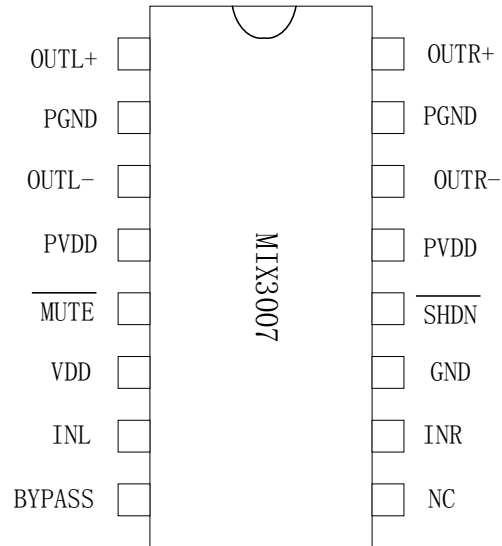 OUTL+ OUTR+
PGND PGND
OUTL- OUTR-
PVDD PVDD
MIX3007
MUTE SHDN
VDD GND
INL INR
BYPASS NC